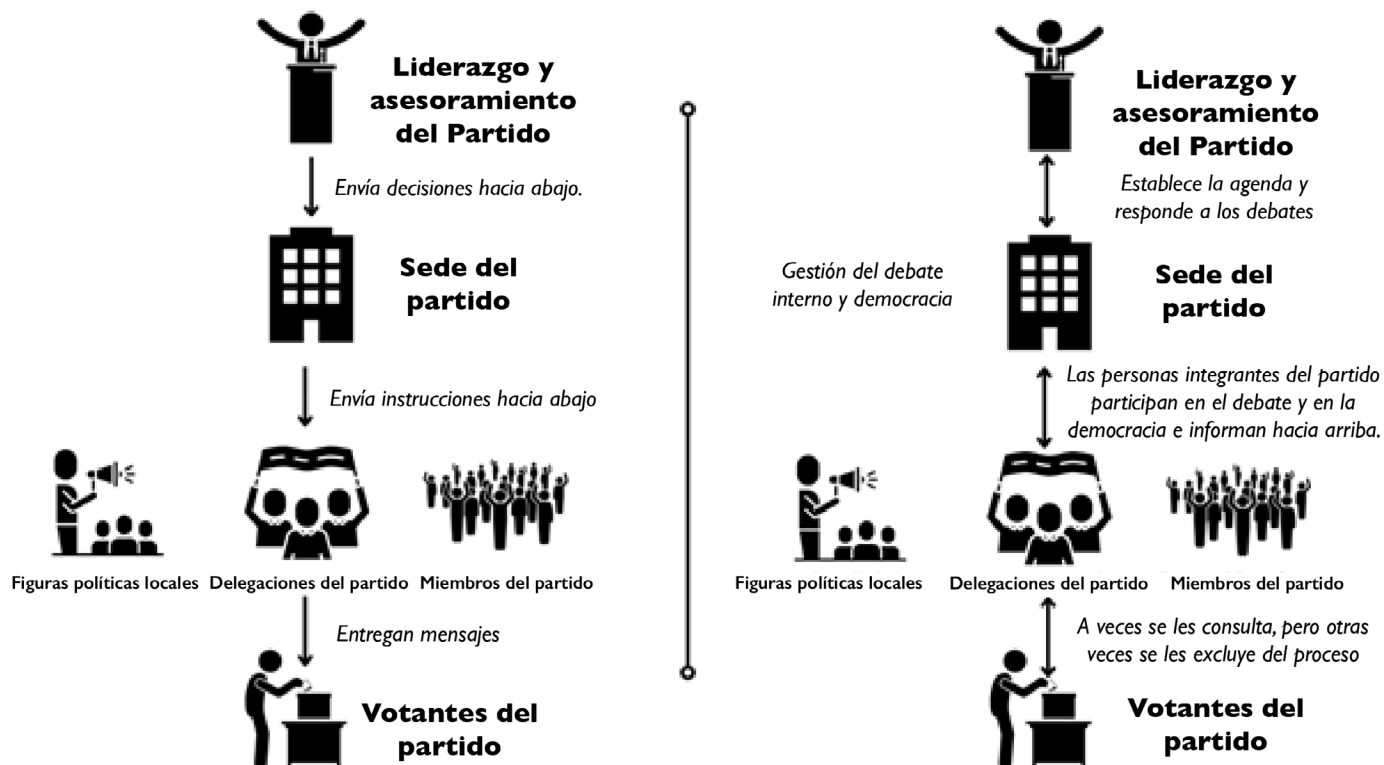 Liderazgo y
asesoramiento
del Partido
Envía decisiones hacia abajo.
Sede del
partido
Envía instrucciones hacia abajo
Figuras políticas locales
Delegaciones del partido
Miembros del partido
Entregan mensajes
Votantes del
partido
Liderazgo y
asesoramiento
del Partido
Establece la agenda y
responde a los debates
Gestión del debate
interno y democracia
Sede del
partido
Las personas integrantes del partido
participan en el debate y en la
democracia e informan hacia arriba.
Figuras políticas locales
Delegaciones del partido
Miembros del partido
A veces se les consulta, pero otras
veces se les excluye del proceso
Votantes del
partido